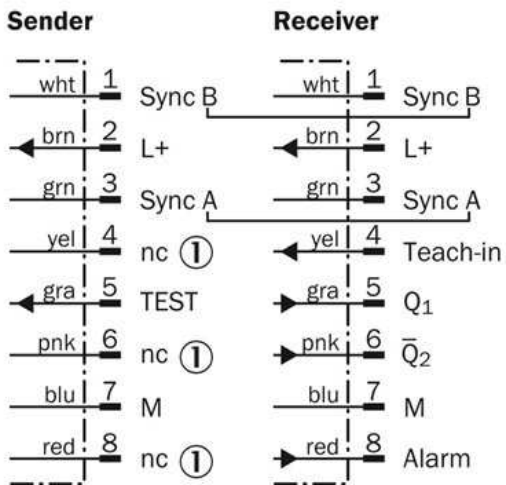 Sender Receiver
wht 1 Sync B wht 1 Sync B
brn 2 L+ brn 2 L+
grn 3 Sync A grn 3 Sync A
yel 4 nc ① yel 4 Teach-in
gra 5 TEST gra 5 Q₁
pnk 6 nc ① pnk 6 Q̅₂
blu 7 M blu 7 M
red 8 nc ① red 8 Alarm